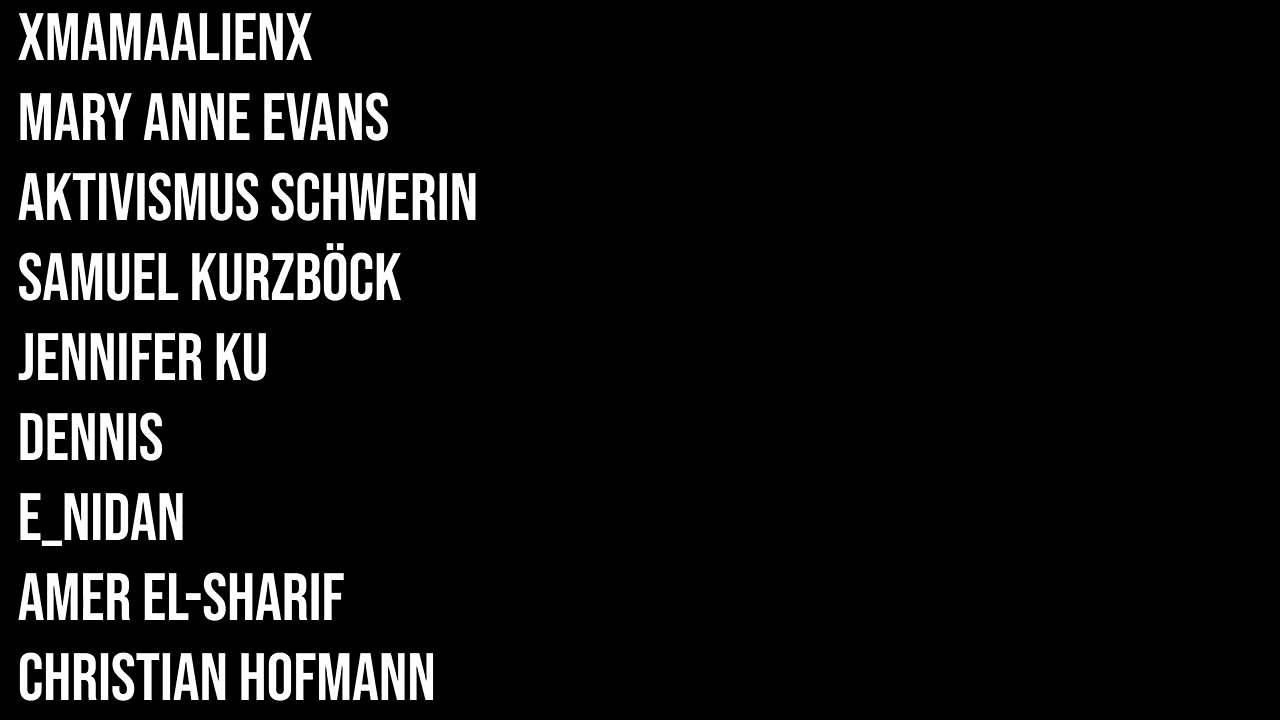 XMAMAALIENX
MARY ANNE EVANS
AKTIVISMUS SCHWERIN
SAMUEL KURZBÖCK
JENNIFER KU
DENNIS
E_NIDAN
AMER EL-SHARIF
CHRISTIAN HOFMANN